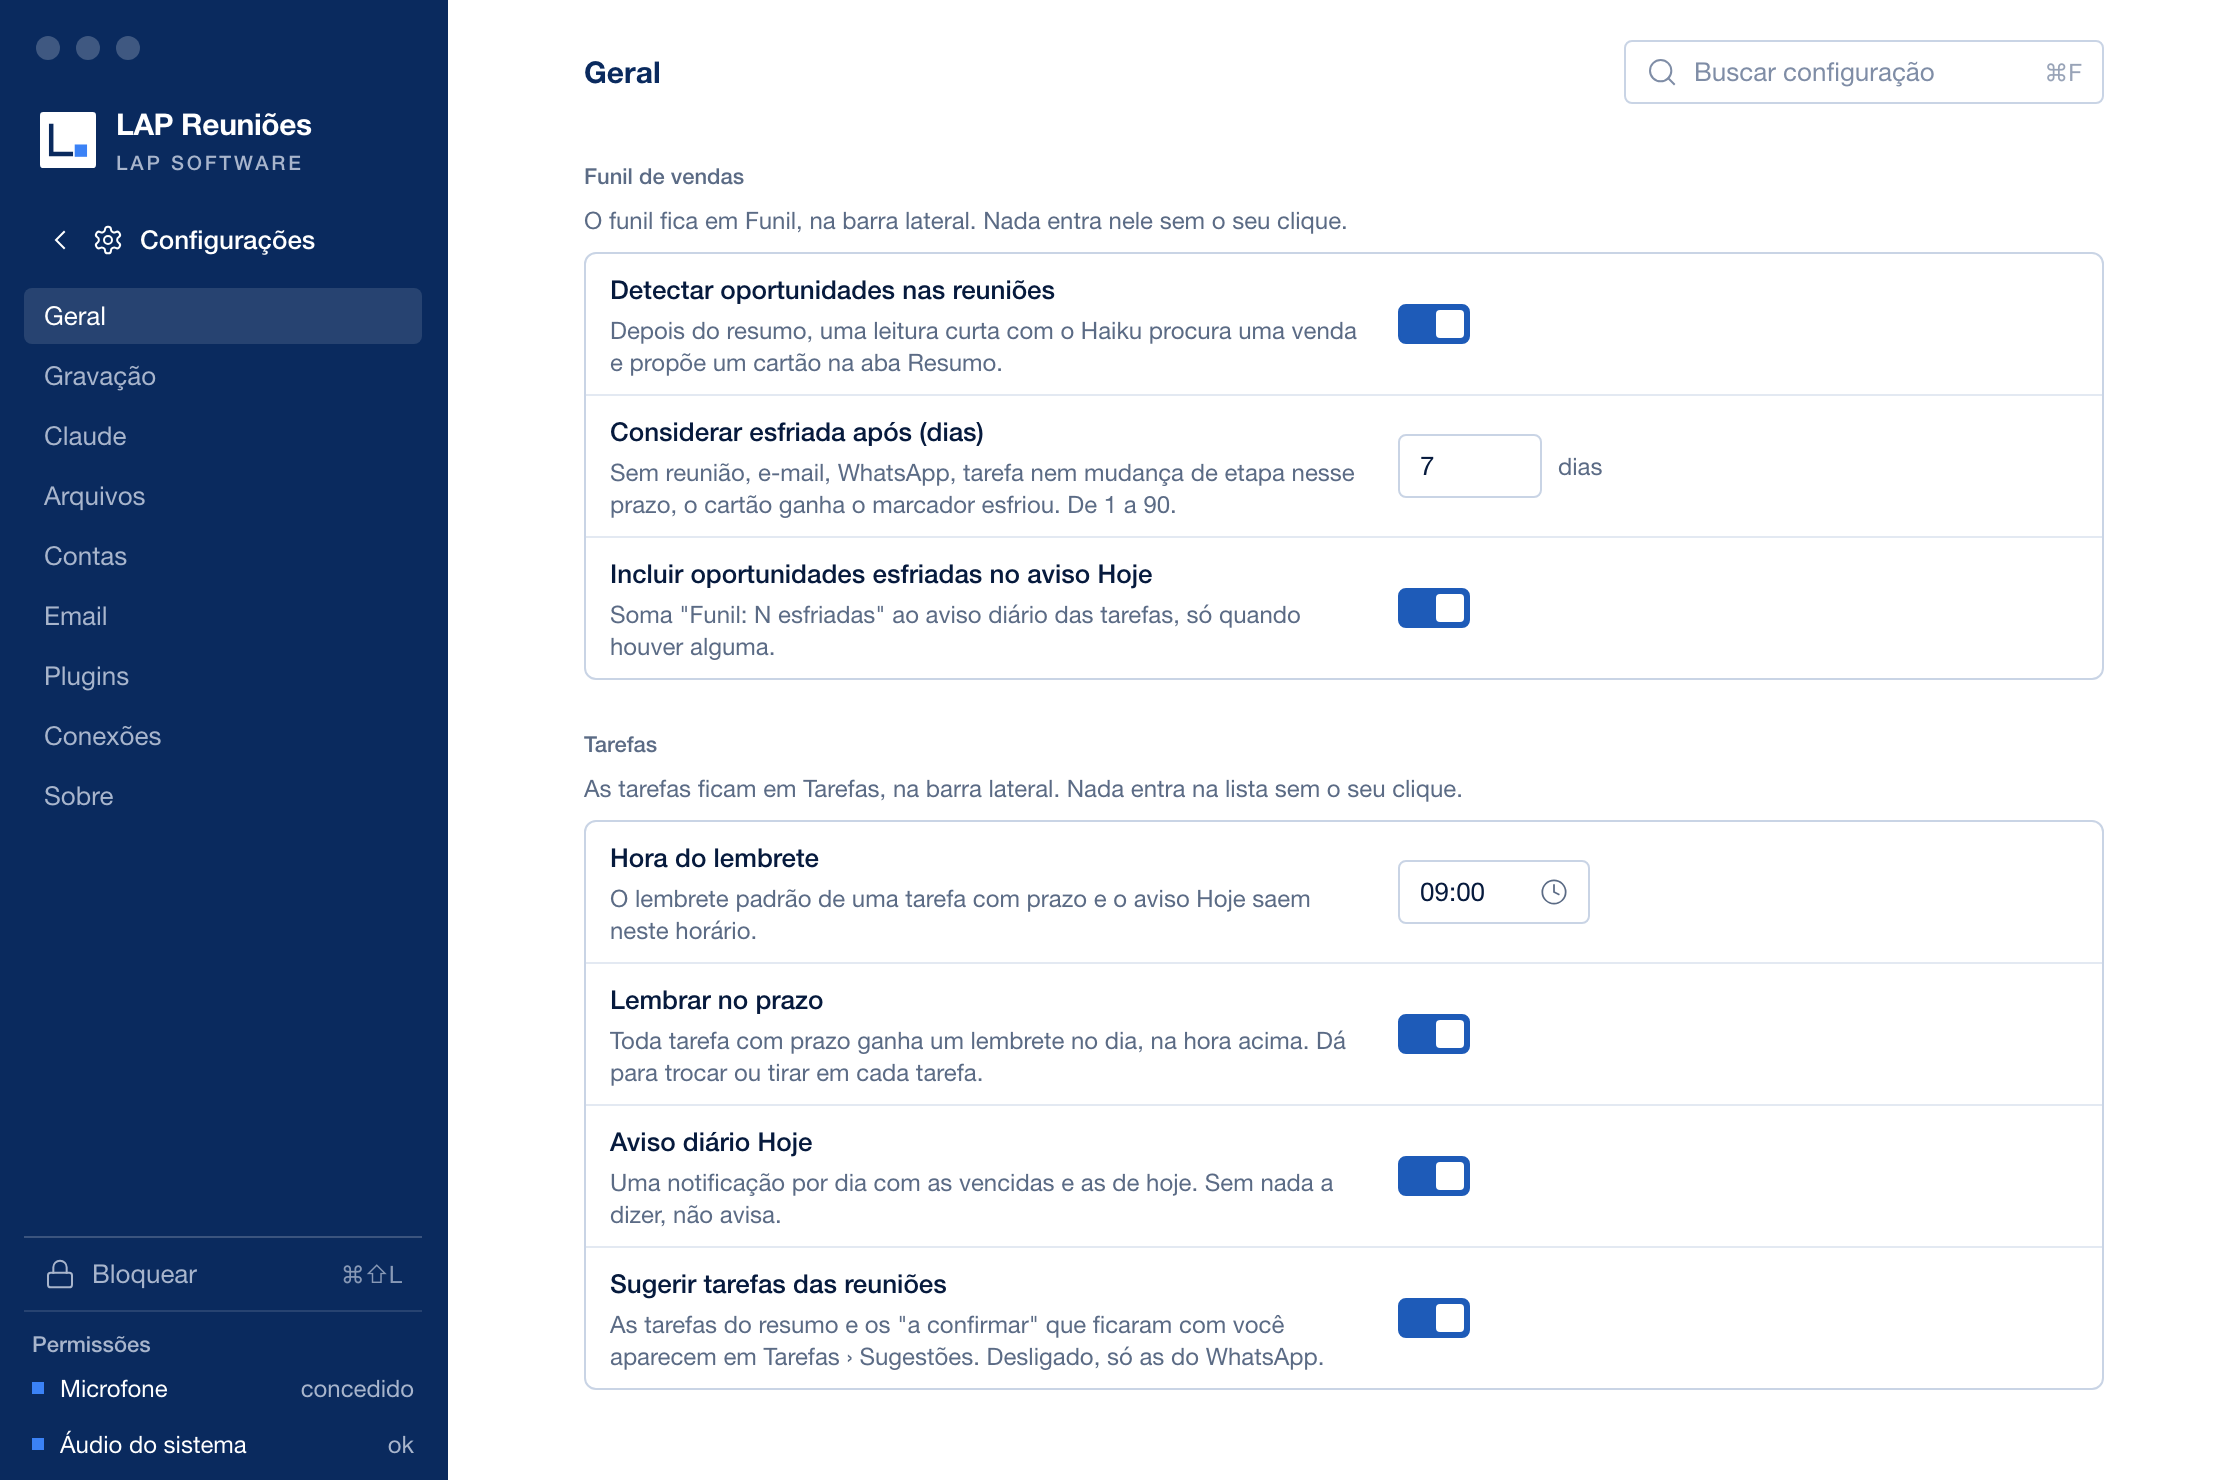 LAP Reuniões
LAP SOFTWARE
Configurações
Geral
Gravação
Claude
Arquivos
Contas
Email
Plugins
Conexões
Sobre
Bloquear ⌘⇧L
Permissões
Microfone concedido
Áudio do sistema ok
Geral
Buscar configuração ⌘F
Funil de vendas
O funil fica em Funil, na barra lateral. Nada entra nele sem o seu clique.
Detectar oportunidades nas reuniões
Depois do resumo, uma leitura curta com o Haiku procura uma venda
e propõe um cartão na aba Resumo.
Considerar esfriada após (dias)
Sem reunião, e-mail, WhatsApp, tarefa nem mudança de etapa nesse
prazo, o cartão ganha o marcador esfriou. De 1 a 90.
7 dias
Incluir oportunidades esfriadas no aviso Hoje
Soma "Funil: N esfriadas" ao aviso diário das tarefas, só quando
houver alguma.
Tarefas
As tarefas ficam em Tarefas, na barra lateral. Nada entra na lista sem o seu clique.
Hora do lembrete
O lembrete padrão de uma tarefa com prazo e o aviso Hoje saem
neste horário.
09:00
Lembrar no prazo
Toda tarefa com prazo ganha um lembrete no dia, na hora acima. Dá
para trocar ou tirar em cada tarefa.
Aviso diário Hoje
Uma notificação por dia com as vencidas e as de hoje. Sem nada a
dizer, não avisa.
Sugerir tarefas das reuniões
As tarefas do resumo e os "a confirmar" que ficaram com você
aparecem em Tarefas › Sugestões. Desligado, só as do WhatsApp.